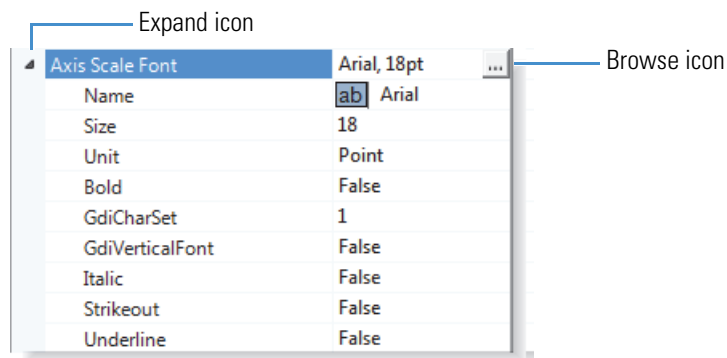 Expand icon
Axis Scale Font Arial, 18pt ... Browse icon
Name ab Arial
Size 18
Unit Point
Bold False
GdiCharSet 1
GdiVerticalFont False
Italic False
Strikeout False
Underline False